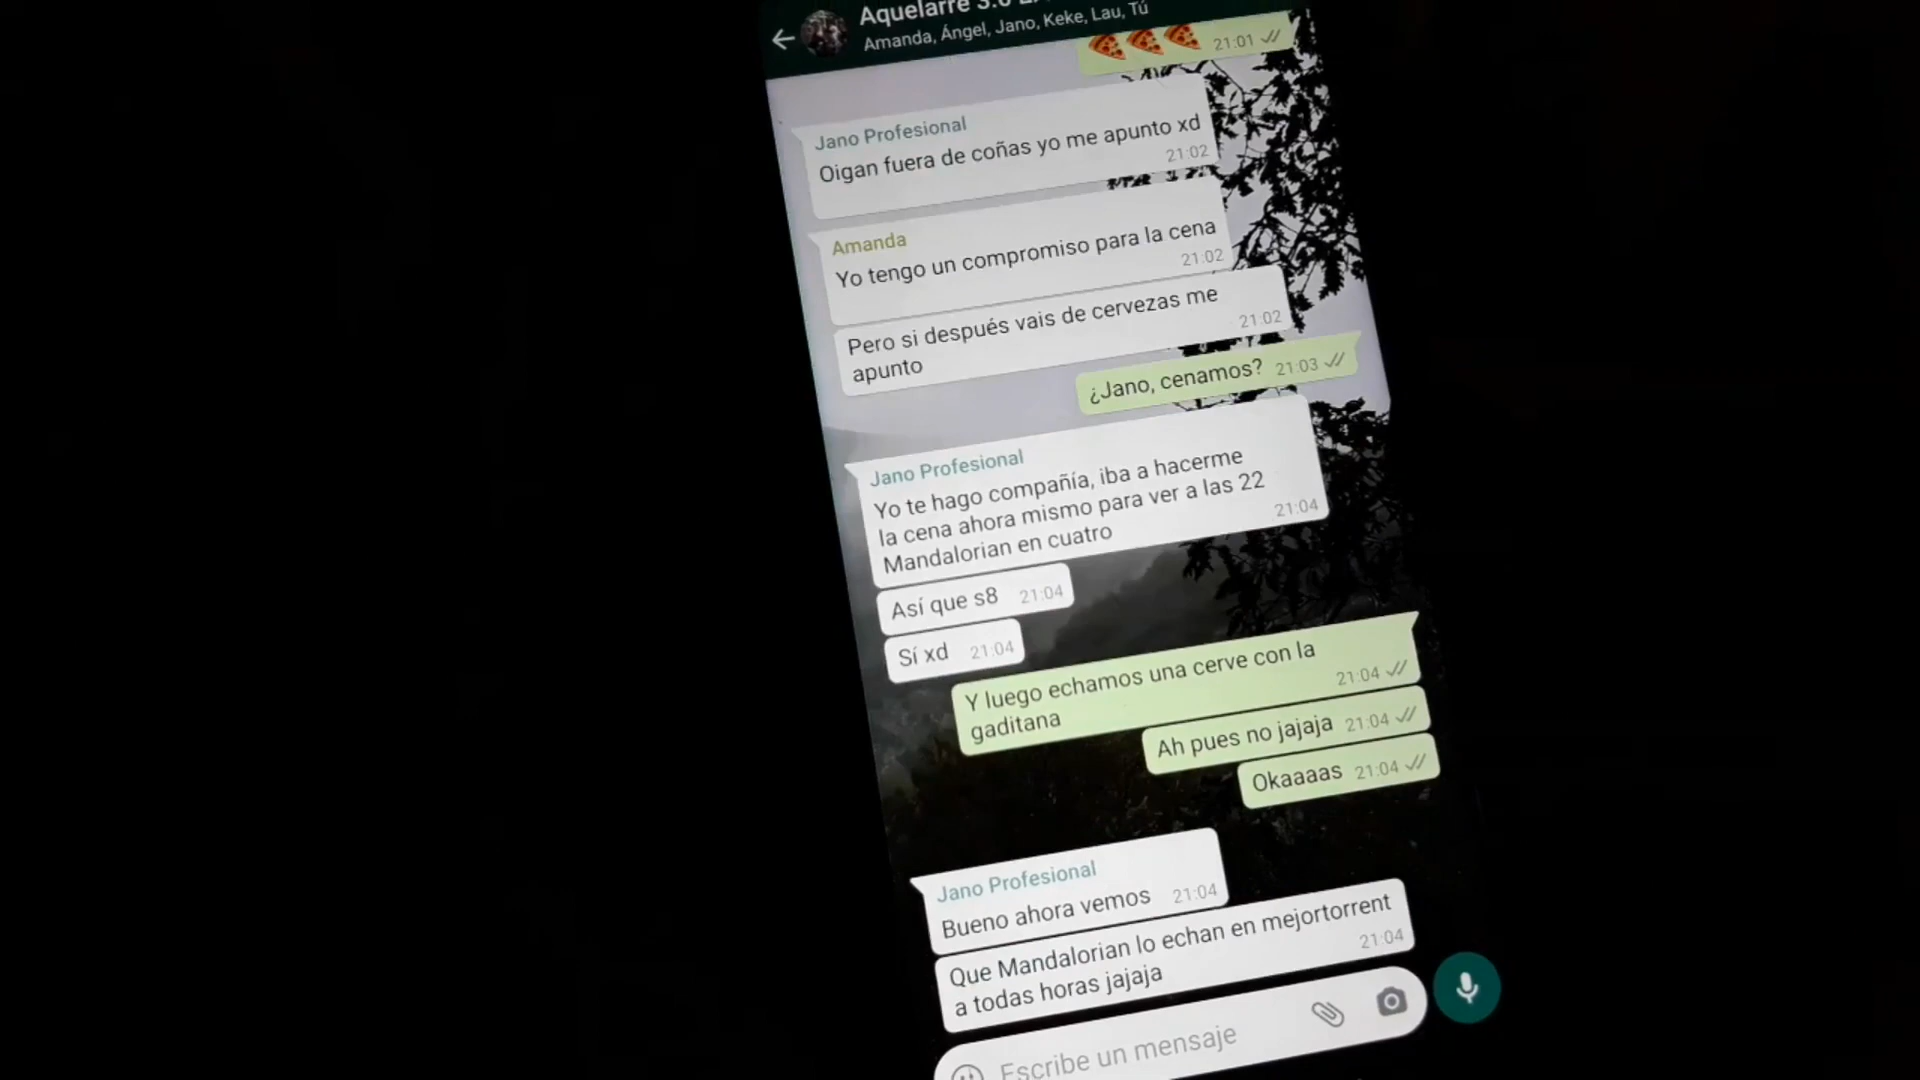 Aquelarre 3.0
Amanda, Ángel, Jano, Keke, Lau, Tú
21:01
Jano Profesional
Oigan fuera de coñas yo me apunto xd
21:02
Amanda
Yo tengo un compromiso para la cena
21:02
Pero si después vais de cervezas me
apunto
21:02
¿Jano, cenamos? 21:03
Jano Profesional
Yo te hago compañía, iba a hacerme
la cena ahora mismo para ver a las 22
Mandalorian en cuatro
21:04
Así que s8 21:04
Sí xd 21:04
Y luego echamos una cerve con la
gaditana
21:04
Ah pues no jajaja 21:04
Okaaaas 21:04
Jano Profesional
Bueno ahora vemos 21:04
Que Mandalorian lo echan en mejortorrent
a todas horas jajaja
21:04
Escribe un mensaje